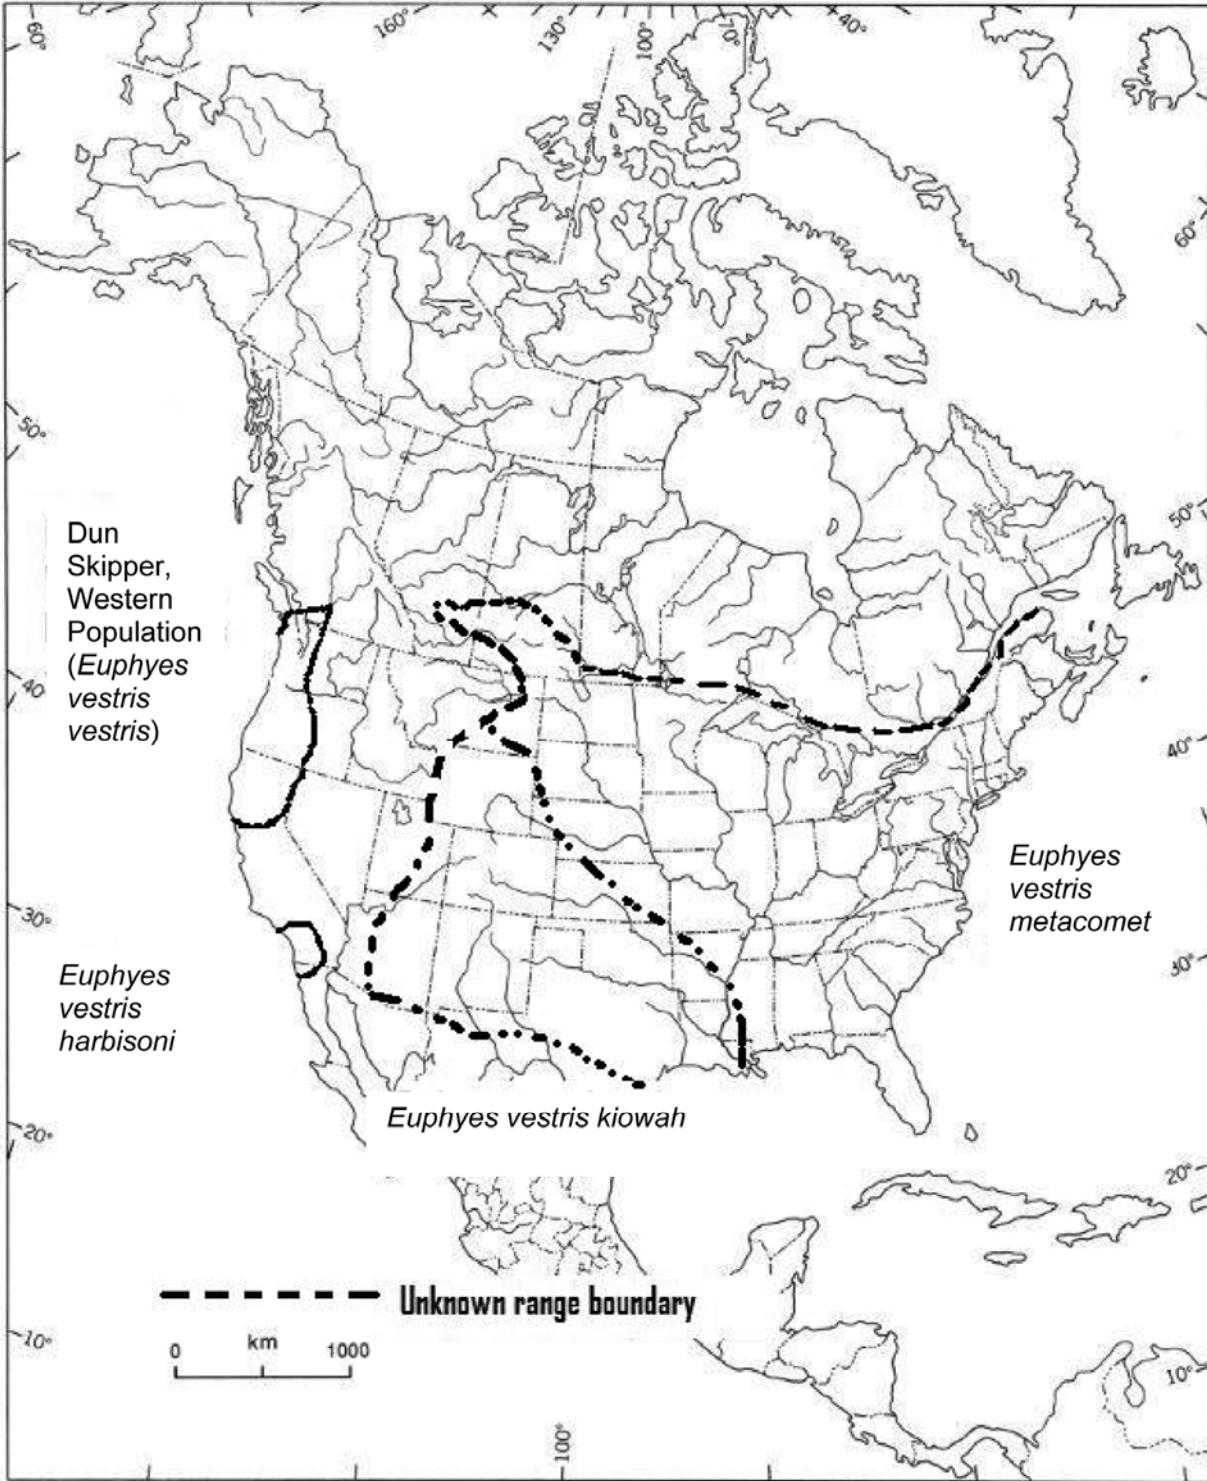 60°
160°
130°
100°
70°
40°
60°
50°
50°
Dun
Skipper,
Western
Population
(Euphyes
vestris
vestris)
40
40°
Euphyes
vestris
metacomet
30°
30°
Euphyes
vestris
harbisoni
Euphyes vestris kiowah
20°
20°
Unknown range boundary
0 km 1000
10°
10°
100°